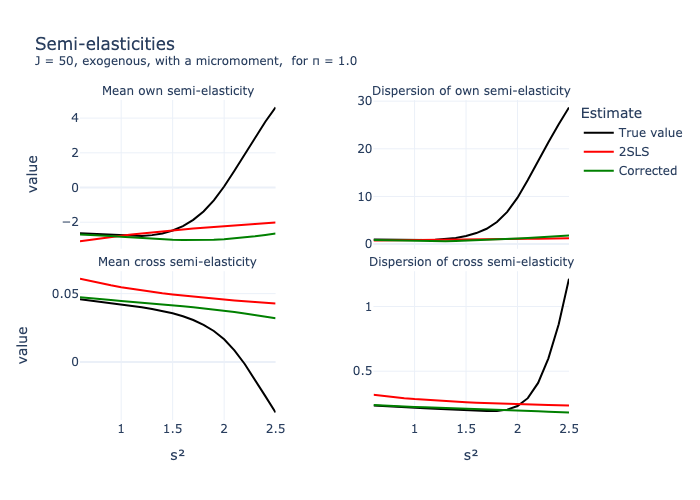 Semi-elasticities
J = 50, exogenous, with a micromoment,  for π = 1.0
Mean own semi-elasticity
Dispersion of own semi-elasticity
value
4
2
0
−2
30
20
10
0
Estimate
True value
2SLS
Corrected
Mean cross semi-elasticity
Dispersion of cross semi-elasticity
value
0.05
0
1
0.5
1
1.5
2
2.5
1
1.5
2
2.5
s²
s²